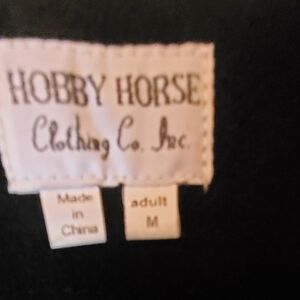 HOBBY HORSE
Clothing Co. Inc.
Made
in
China
adult
M